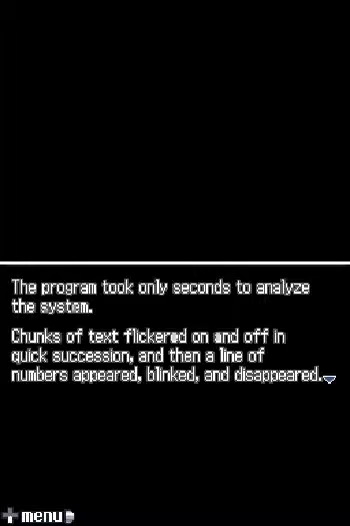 The program took only seconds to analyze
the system.
Chunks of text flickered on and off in
quick succession, and then a line of
numbers appeared, blinked, and disappeared.
menu